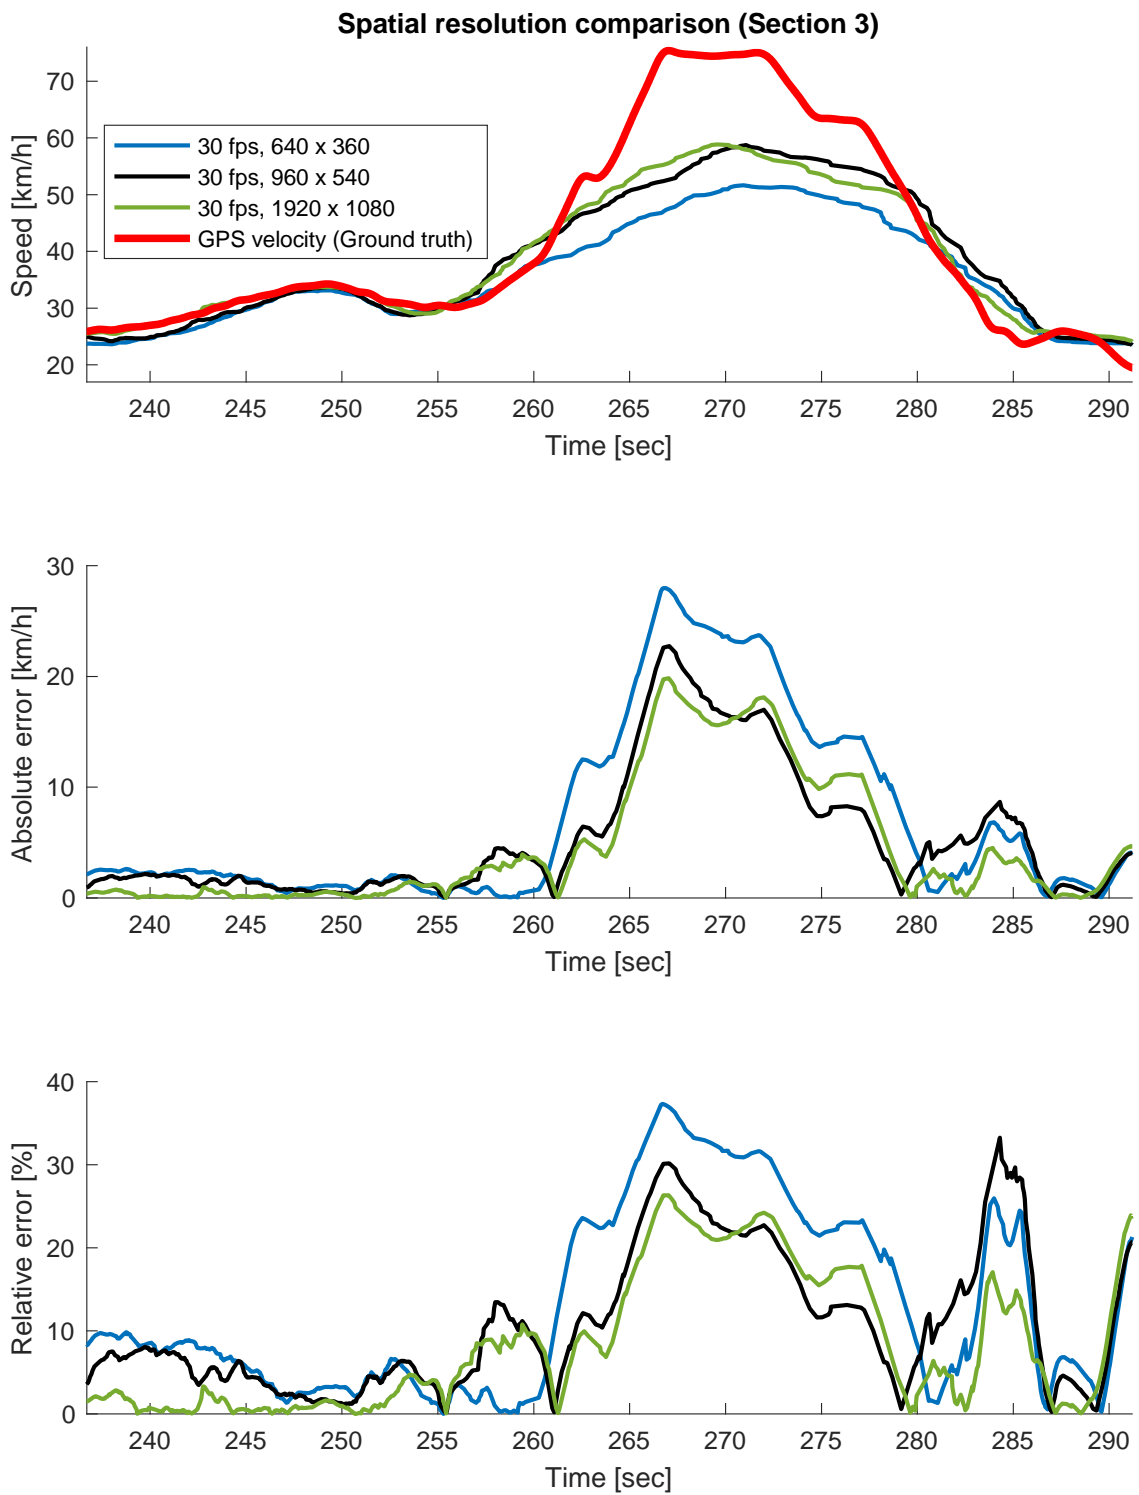 Spatial resolution comparison (Section 3)
Speed [km/h]
70
60
50
40
30
20
30 fps, 640 x 360
30 fps, 960 x 540
30 fps, 1920 x 1080
GPS velocity (Ground truth)
240 245 250 255 260 265 270 275 280 285 290
Time [sec]
Absolute error [km/h]
30
20
10
0
240 245 250 255 260 265 270 275 280 285 290
Time [sec]
Relative error [%]
40
30
20
10
0
240 245 250 255 260 265 270 275 280 285 290
Time [sec]